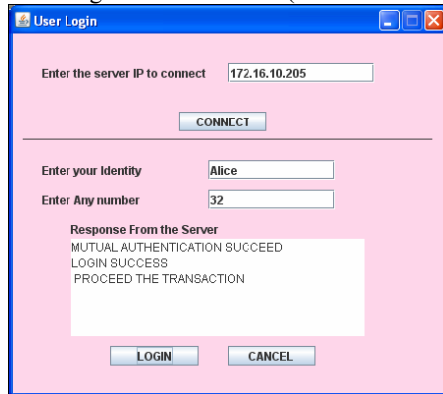 User Login
Enter the server IP to connect 172.16.10.205
CONNECT
Enter your Identity Alice
Enter Any number 32
Response From the Server
MUTUAL AUTHENTICATION SUCCEED
LOGIN SUCCESS
PROCEED THE TRANSACTION
LOGIN CANCEL